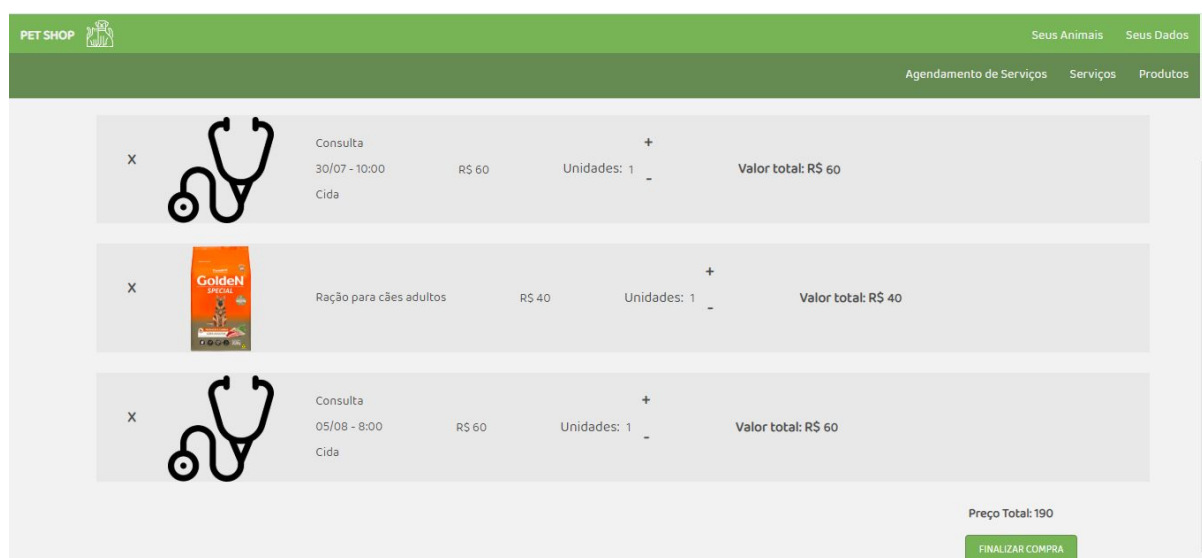 PET SHOP
Seus Animais Seus Dados
Agendamento de Serviços Serviços Produtos
Consulta
+
X 30/07 - 10:00 R$ 60 Unidades: 1 Valor total: R$ 60
-
Cida
+
X GoldeN SPECIAL Ração para cães adultos R$ 40 Unidades: 1 Valor total: R$ 40
-
Consulta
+
X 05/08 - 8:00 R$ 60 Unidades: 1 Valor total: R$ 60
-
Cida
Preço Total: 190
FINALIZAR COMPRA